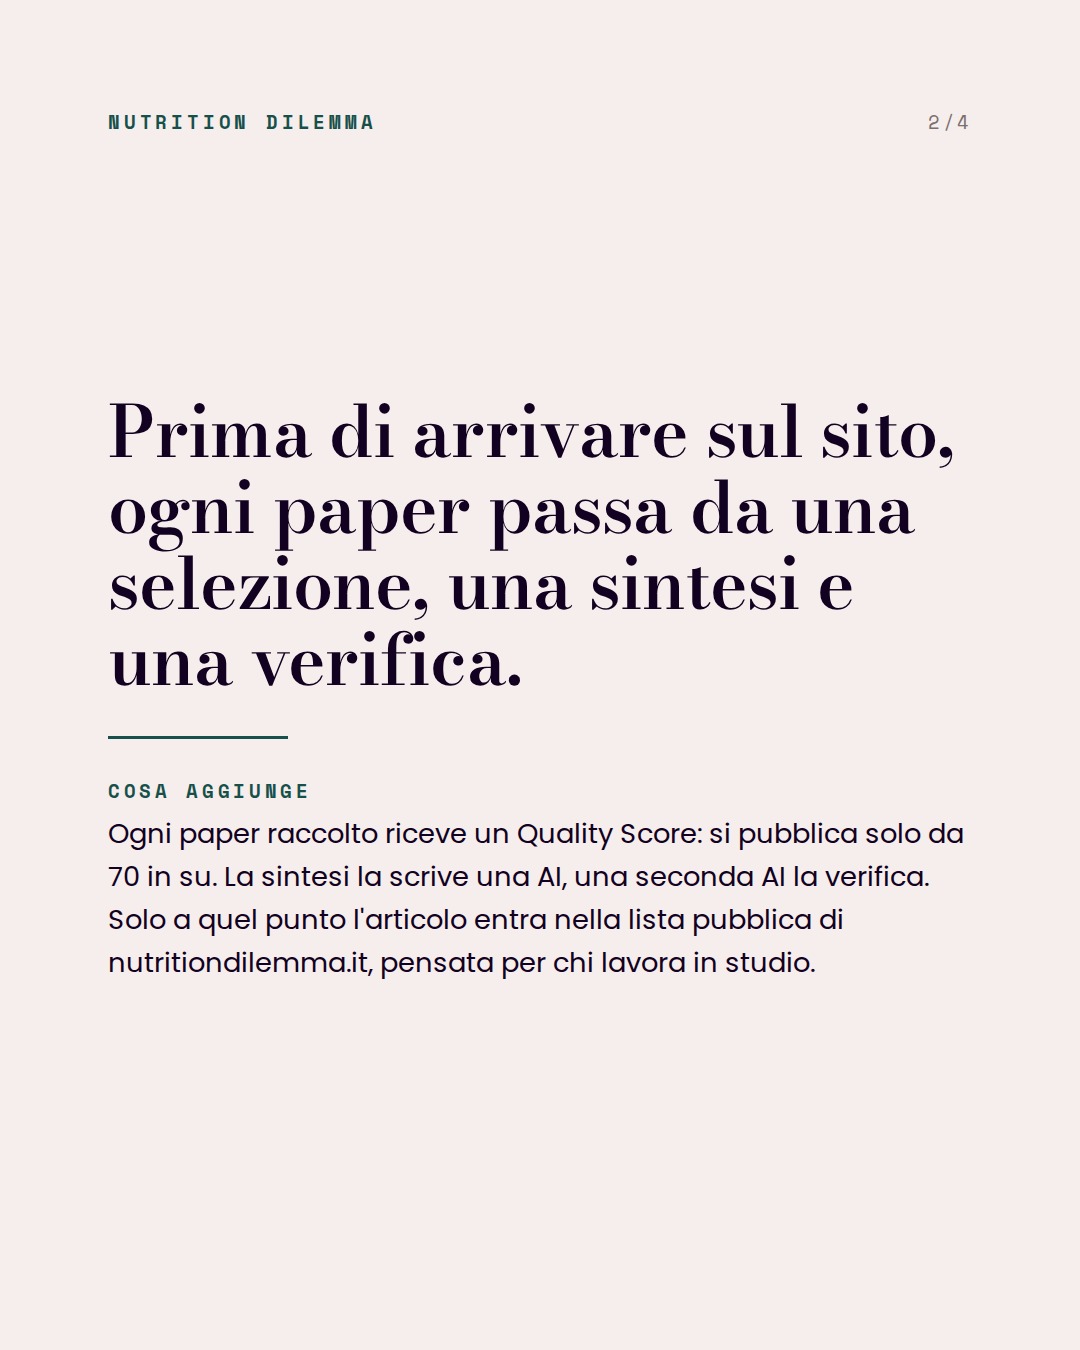 NUTRITION DILEMMA
2/4
Prima di arrivare sul sito,
ogni paper passa da una
selezione, una sintesi e
una verifica.
COSA AGGIUNGE
Ogni paper raccolto riceve un Quality Score: si pubblica solo da
70 in su. La sintesi la scrive una AI, una seconda AI la verifica.
Solo a quel punto l'articolo entra nella lista pubblica di
nutritiondilemma.it, pensata per chi lavora in studio.